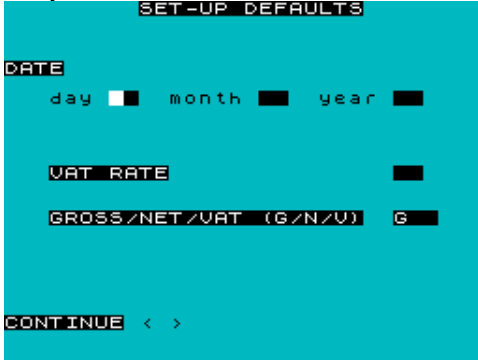 SET-UP DEFAULTS
DATE
day month year
VAT RATE
GROSS/NET/VAT (G/N/V) G
CONTINUE < >